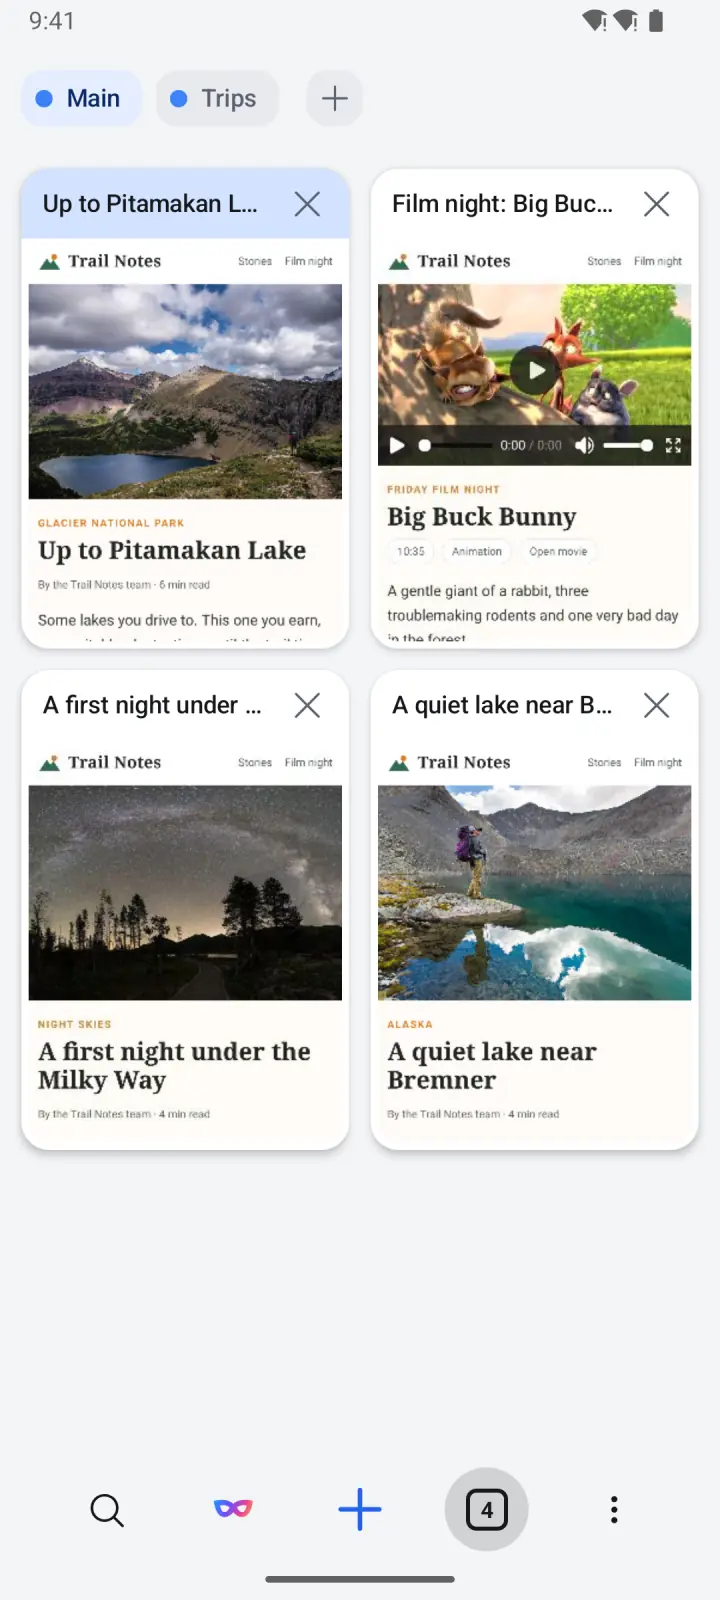 9:41
Main
Trips
Up to Pitamakan L...
Trail Notes
Stories Film night
GLACIER NATIONAL PARK
Up to Pitamakan Lake
By the Trail Notes team · 6 min read
Some lakes you drive to. This one you earn,
Film night: Big Buc...
Trail Notes
Stories Film night
0:00 / 0:00
FRIDAY FILM NIGHT
Big Buck Bunny
10:35 Animation Open movie
A gentle giant of a rabbit, three
troublemaking rodents and one very bad day
in the forest
A first night under ...
Trail Notes
Stories Film night
NIGHT SKIES
A first night under the
Milky Way
By the Trail Notes team · 4 min read
A quiet lake near B...
Trail Notes
Stories Film night
ALASKA
A quiet lake near
Bremner
By the Trail Notes team · 4 min read
4